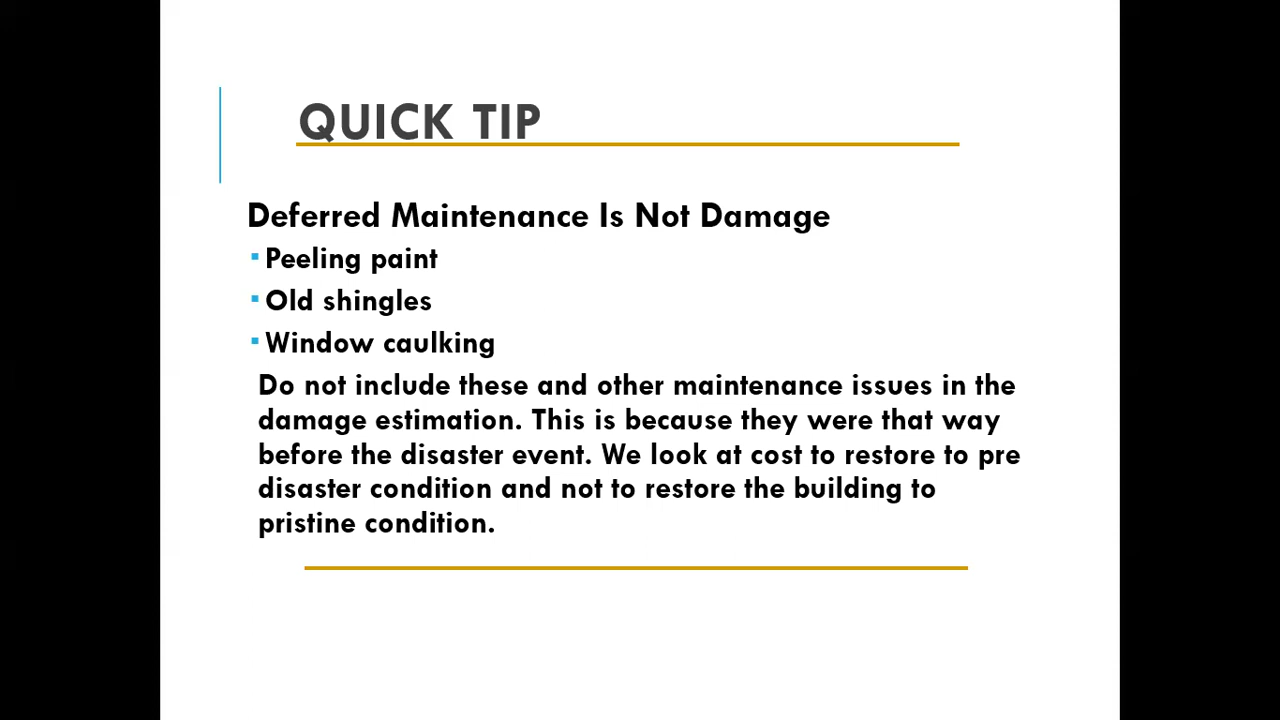 QUICK TIP
Deferred Maintenance Is Not Damage
▪ Peeling paint
▪ Old shingles
▪ Window caulking
Do not include these and other maintenance issues in the
damage estimation. This is because they were that way
before the disaster event. We look at cost to restore to pre
disaster condition and not to restore the building to
pristine condition.